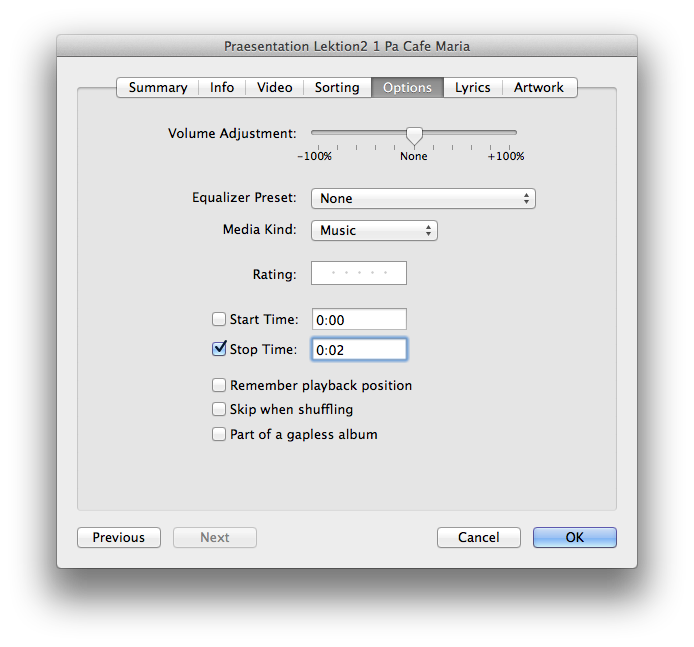 Praesentation Lektion2 1 Pa Cafe Maria
Summary Info Video Sorting Options Lyrics Artwork
Volume Adjustment:
-100% None +100%
Equalizer Preset: None
Media Kind: Music
Rating:
Start Time: 0:00
Stop Time: 0:02
Remember playback position
Skip when shuffling
Part of a gapless album
Previous Next Cancel OK